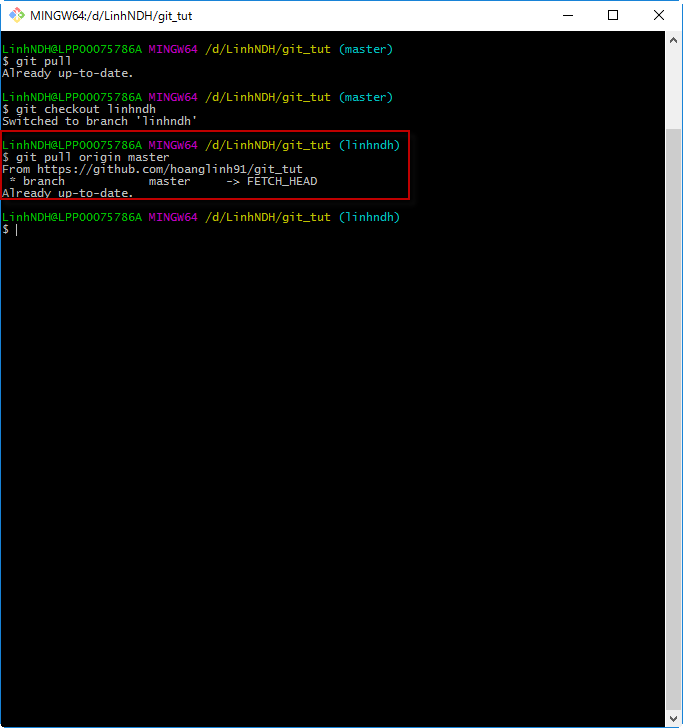 MINGW64:/d/LinhNDH/git_tut
LinhNDH@LPP00075786A MINGW64 /d/LinhNDH/git_tut (master)
$ git pull
Already up-to-date.
LinhNDH@LPP00075786A MINGW64 /d/LinhNDH/git_tut (master)
$ git checkout linhndh
Switched to branch 'linhndh'
LinhNDH@LPP00075786A MINGW64 /d/LinhNDH/git_tut (linhndh)
$ git pull origin master
From https://github.com/hoanglinh91/git_tut
 * branch            master     -> FETCH_HEAD
Already up-to-date.
LinhNDH@LPP00075786A MINGW64 /d/LinhNDH/git_tut (linhndh)
$